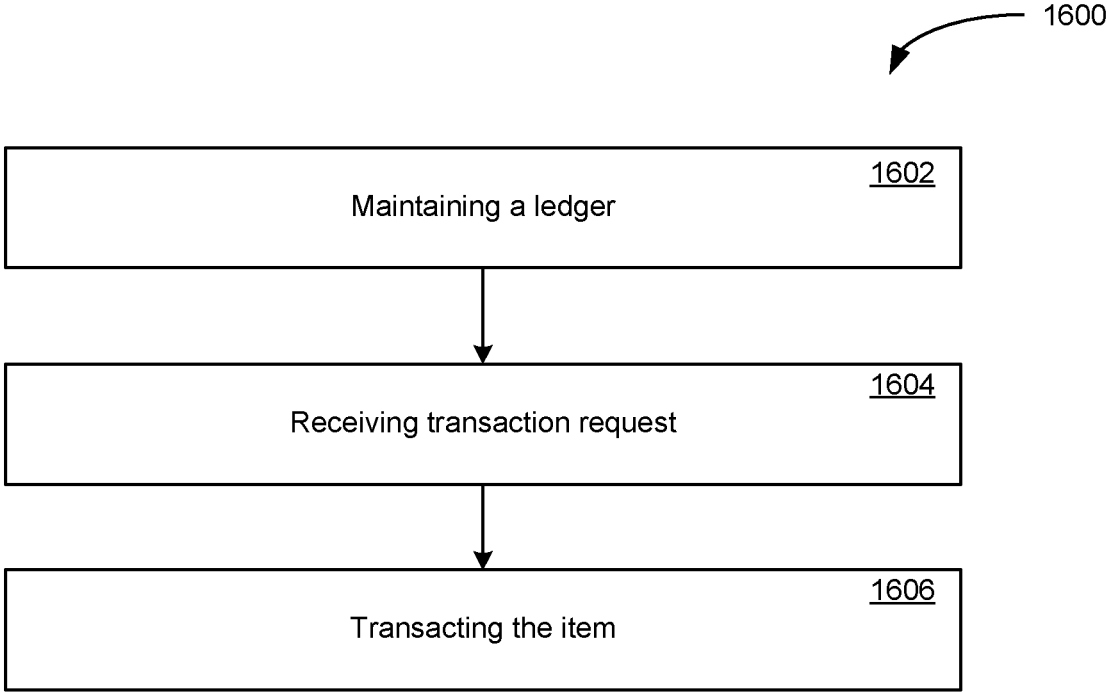 1600
1602
Maintaining a ledger
1604
Receiving transaction request
1606
Transacting the item